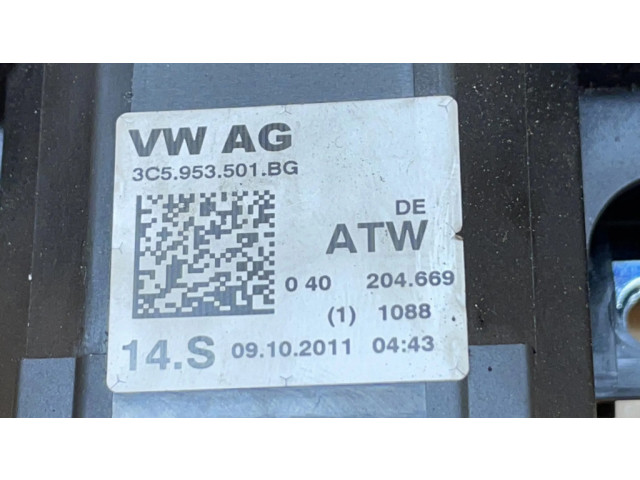 VW AG
3C5.953.501.BG
DE
ATW
0 40 204.669
(1) 1088
14.S 09.10.2011 04:43